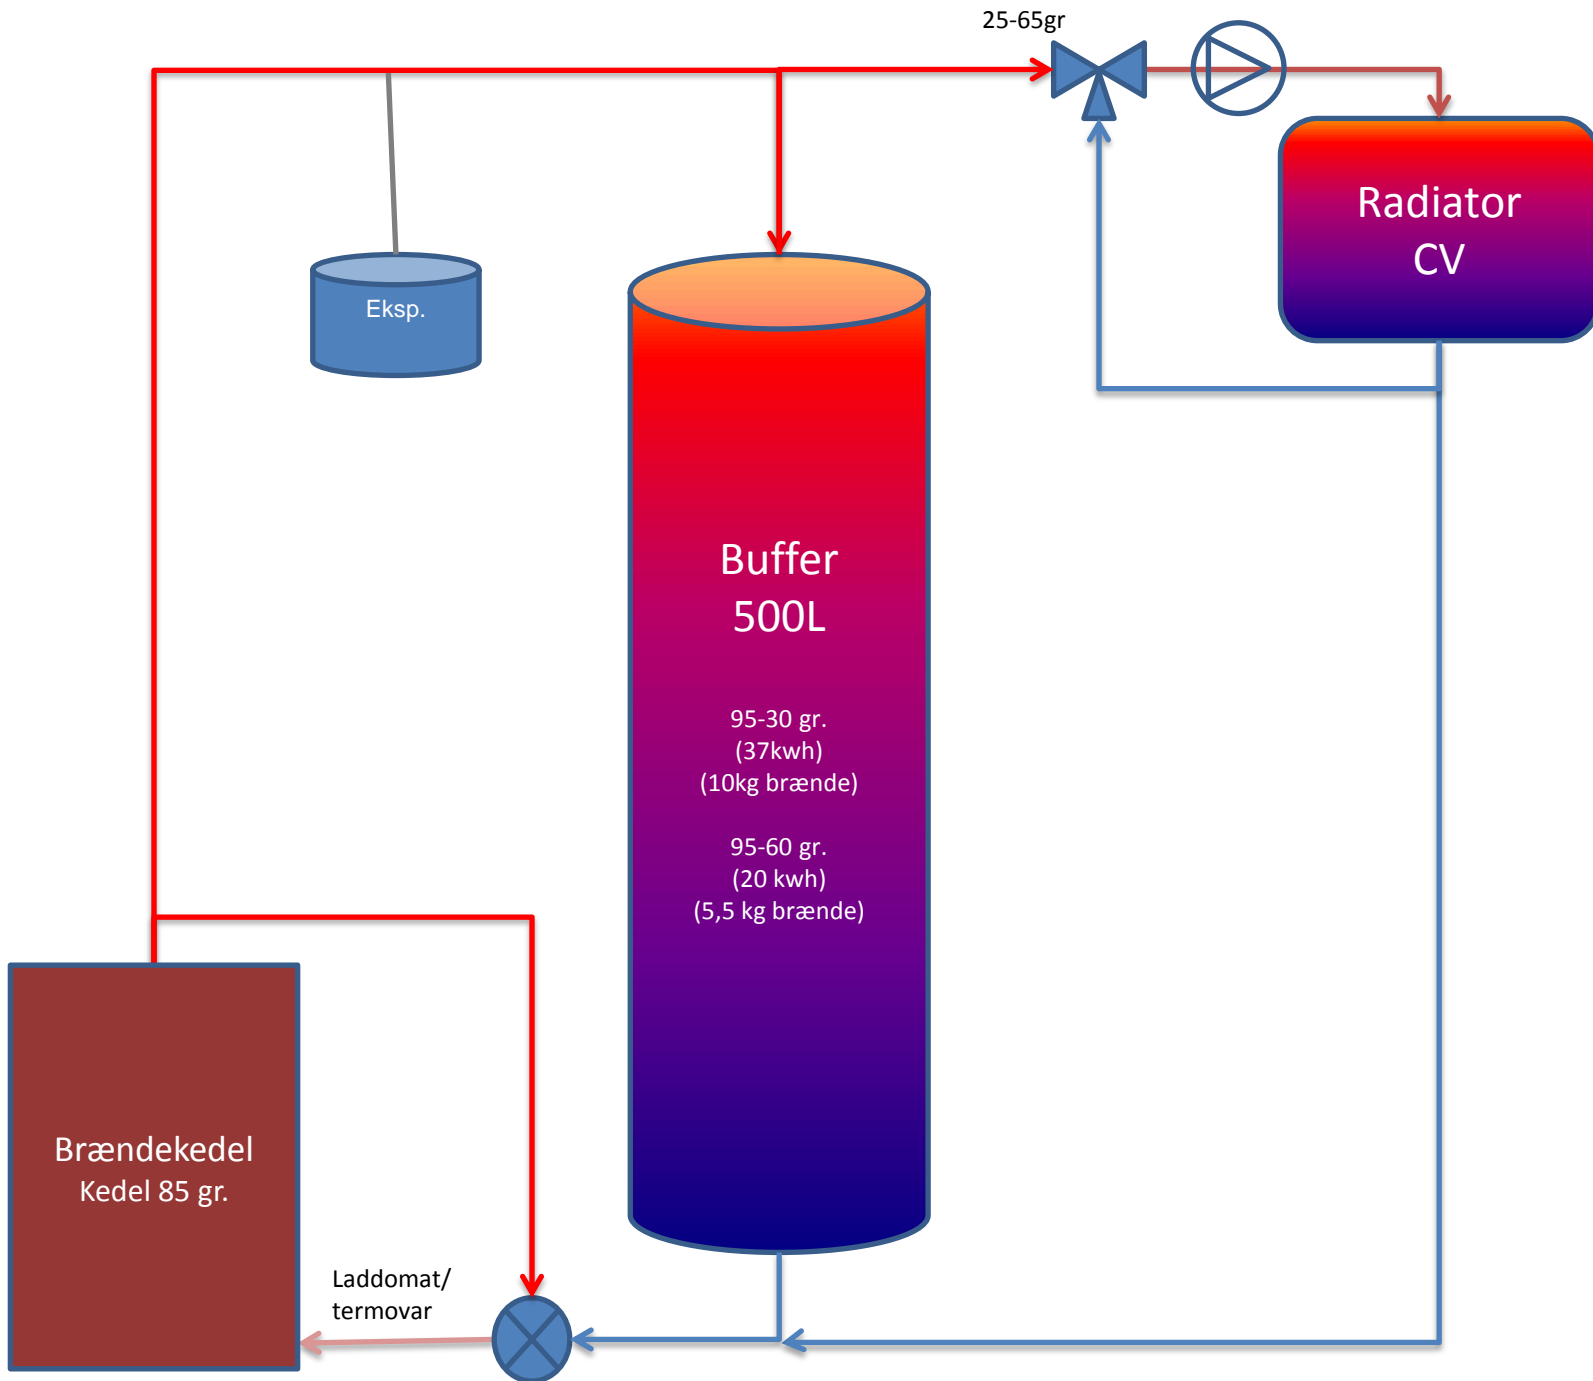 25-65gr
Radiator
CV
Eksp.
Buffer
500L
95-30 gr.
(37kwh)
(10kg brænde)
95-60 gr.
(20 kwh)
(5,5 kg brænde)
Brændekedel
Kedel 85 gr.
Laddomat/
termovar